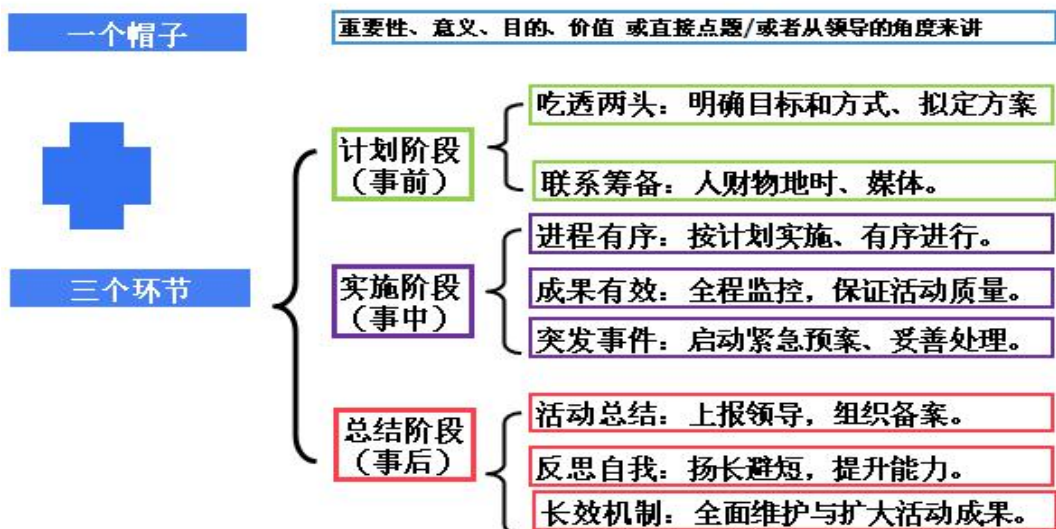 一个帽子
重要性、意义、目的、价值 或直接点题/或者从领导的角度来讲
三个环节
计划阶段
（事前）
吃透两头：明确目标和方式、拟定方案
联系筹备：人财物地时、媒体。
实施阶段
（事中）
进程有序：按计划实施、有序进行。
成果有效：全程监控，保证活动质量。
突发事件：启动紧急预案、妥善处理。
总结阶段
（事后）
活动总结：上报领导，组织备案。
反思自我：扬长避短，提升能力。
长效机制：全面维护与扩大活动成果。